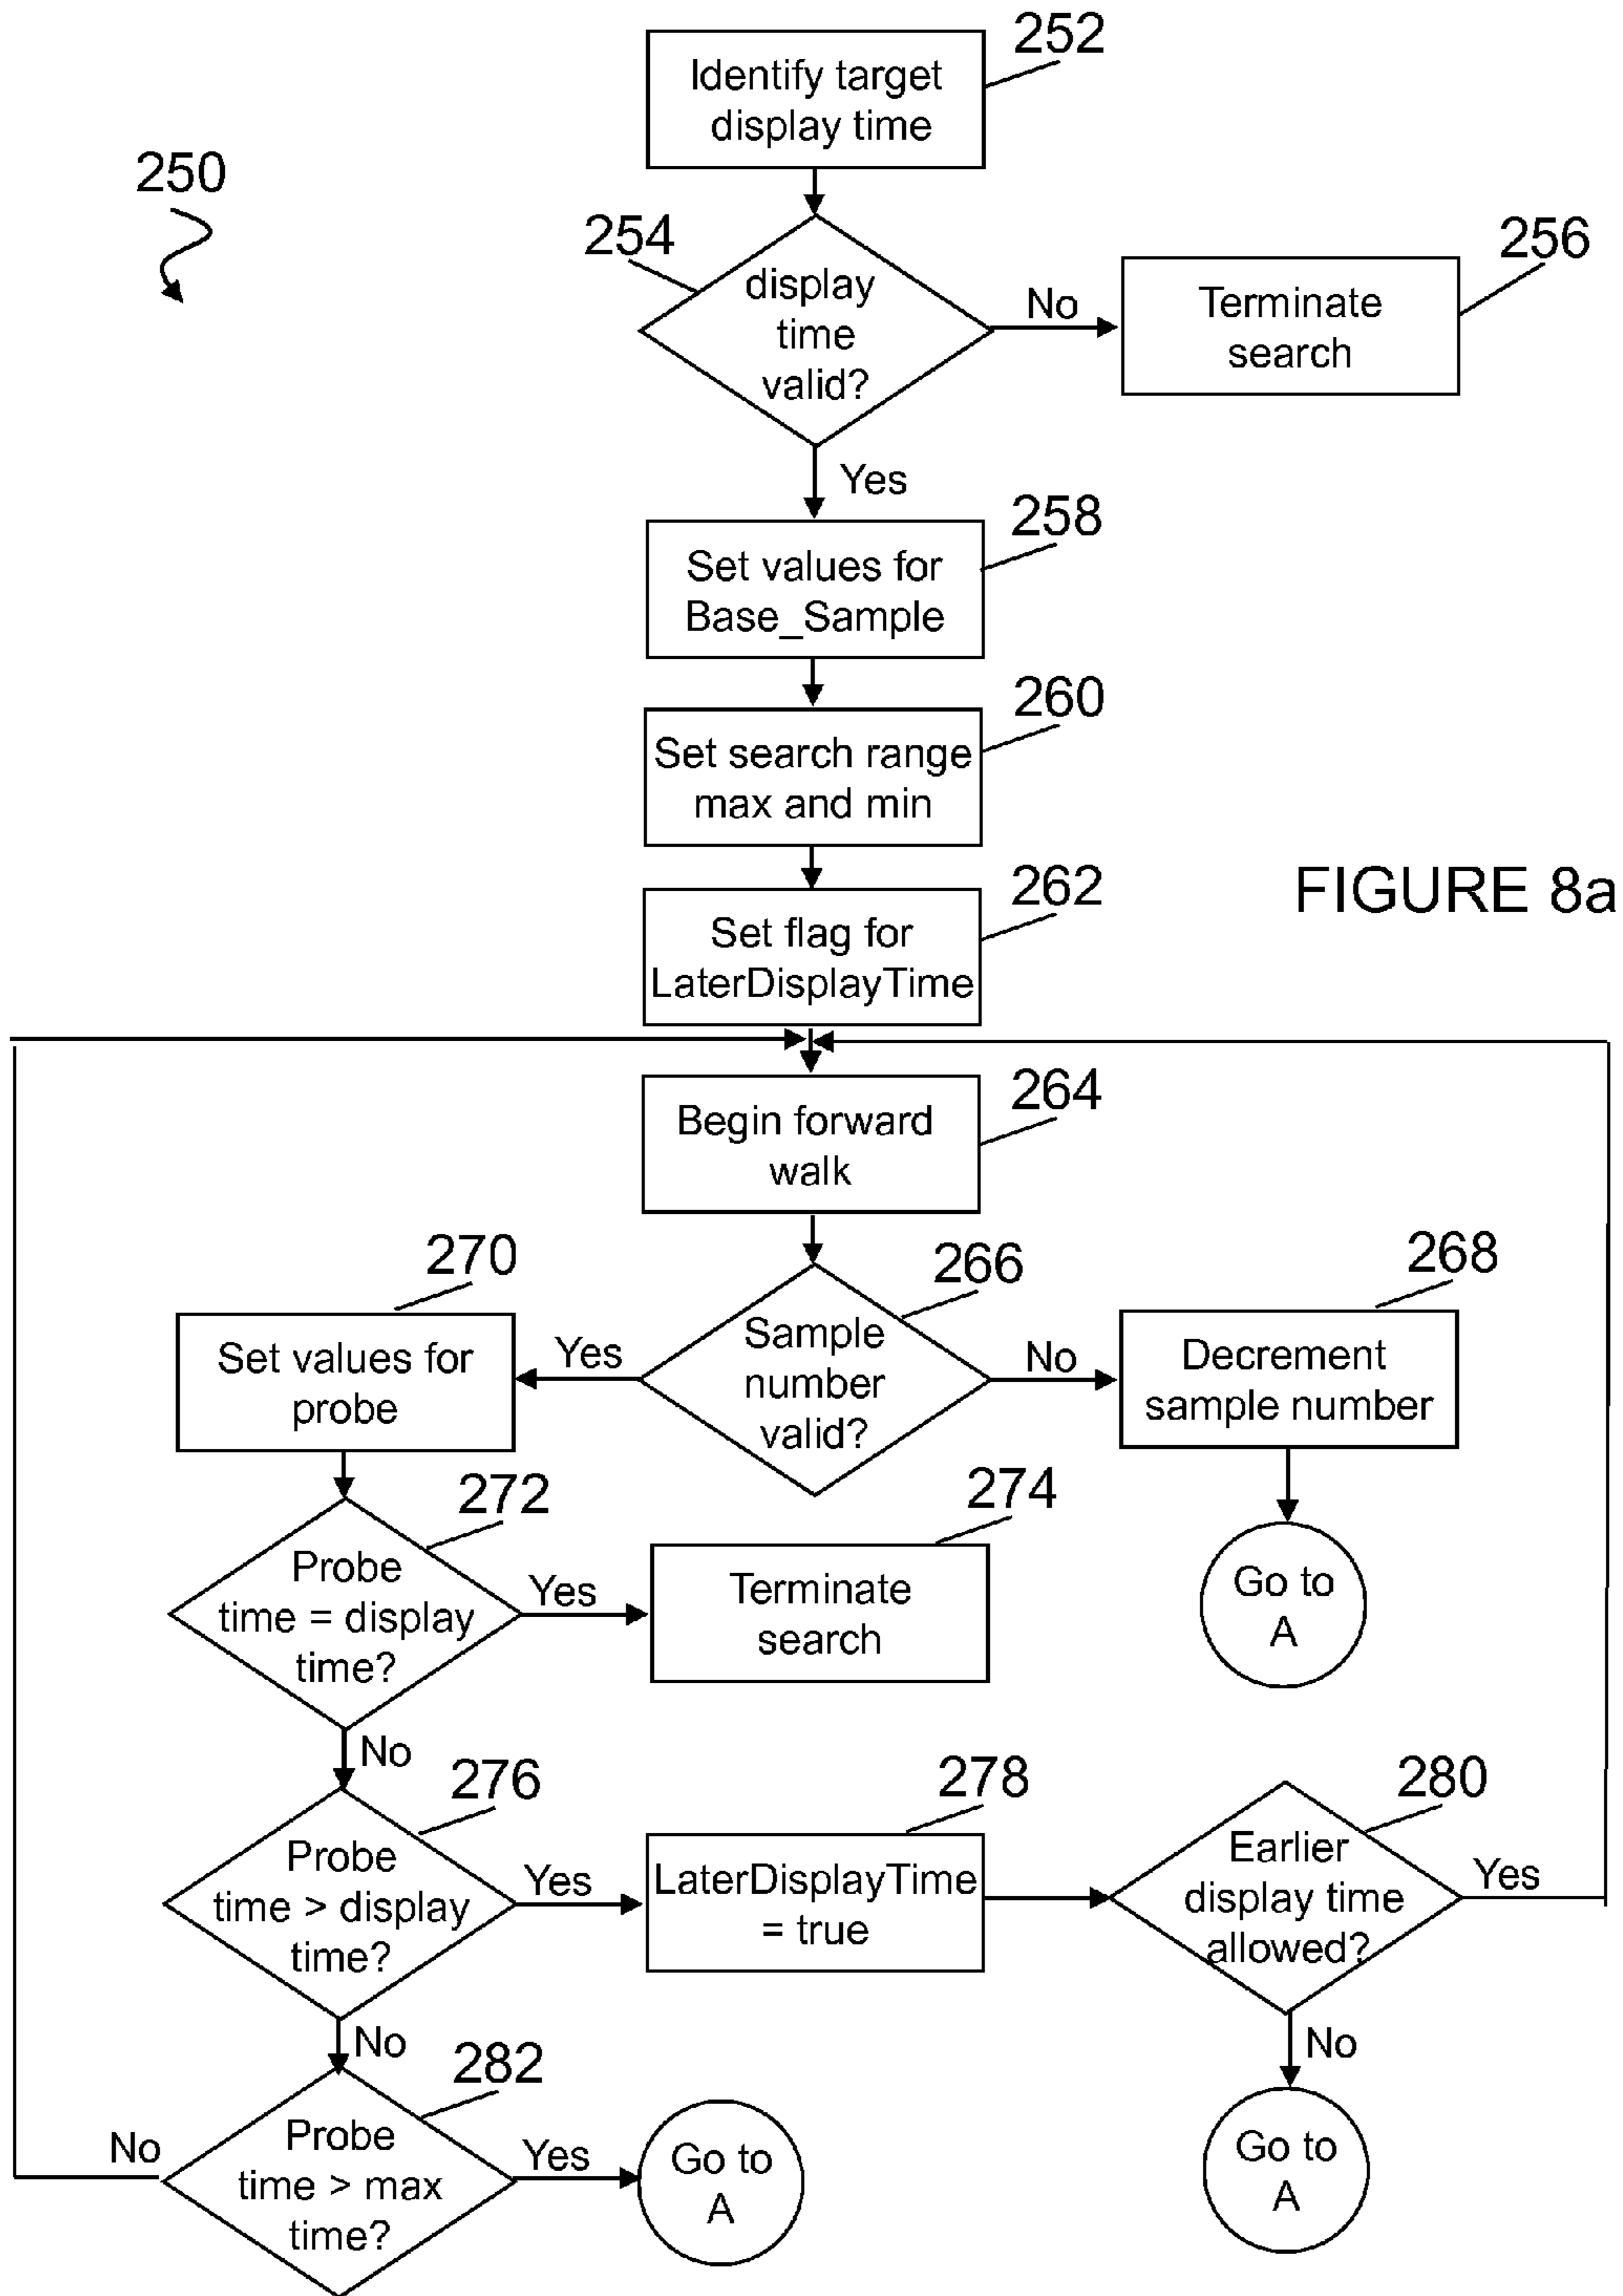 252
Identify target
display time
250
254
display
time
valid?
No
256
Terminate
search
Yes
258
Set values for
Base_Sample
260
Set search range
max and min
262
Set flag for
LaterDisplayTime
FIGURE 8a
264
Begin forward
walk
270
Set values for
probe
Yes
266
Sample
number
valid?
No
268
Decrement
sample number
Go to
A
272
Probe
time = display
time?
Yes
274
Terminate
search
No
276
Probe
time > display
time?
Yes
278
LaterDisplayTime
= true
280
Earlier
display time
allowed?
Yes
No
Go to
A
No
282
Probe
time > max
time?
No
Yes
Go to
A